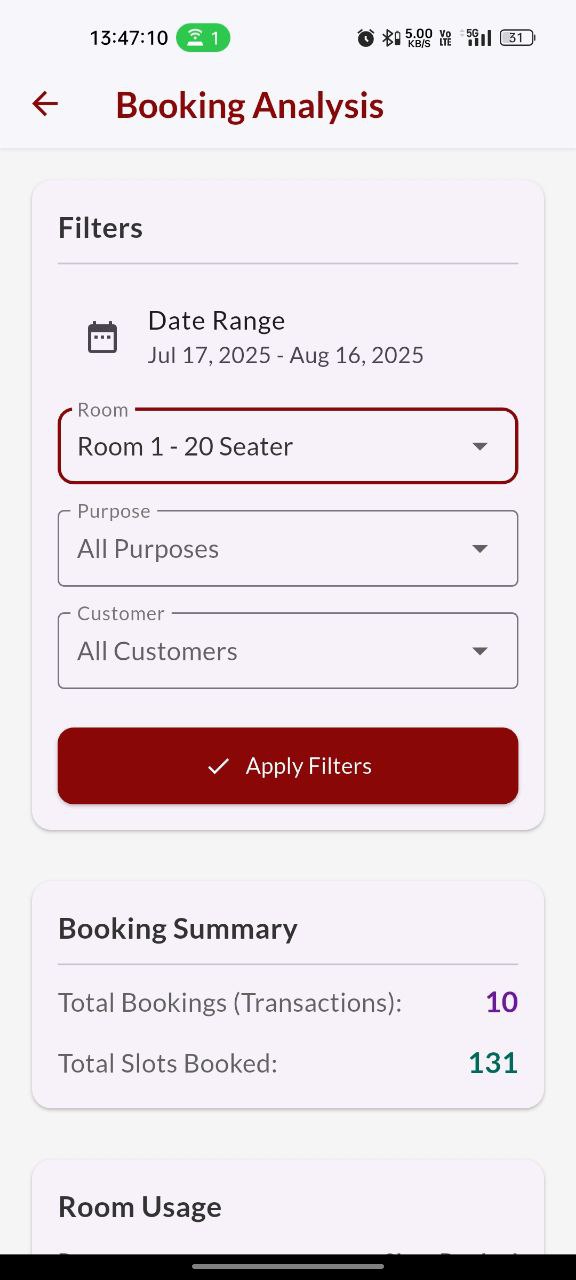 13:47:10 1 5.00 KB/S Vo LTE 5G 31
Booking Analysis
Filters
Date Range
Jul 17, 2025 - Aug 16, 2025
Room
Room 1 - 20 Seater
Purpose
All Purposes
Customer
All Customers
Apply Filters
Booking Summary
Total Bookings (Transactions): 10
Total Slots Booked: 131
Room Usage